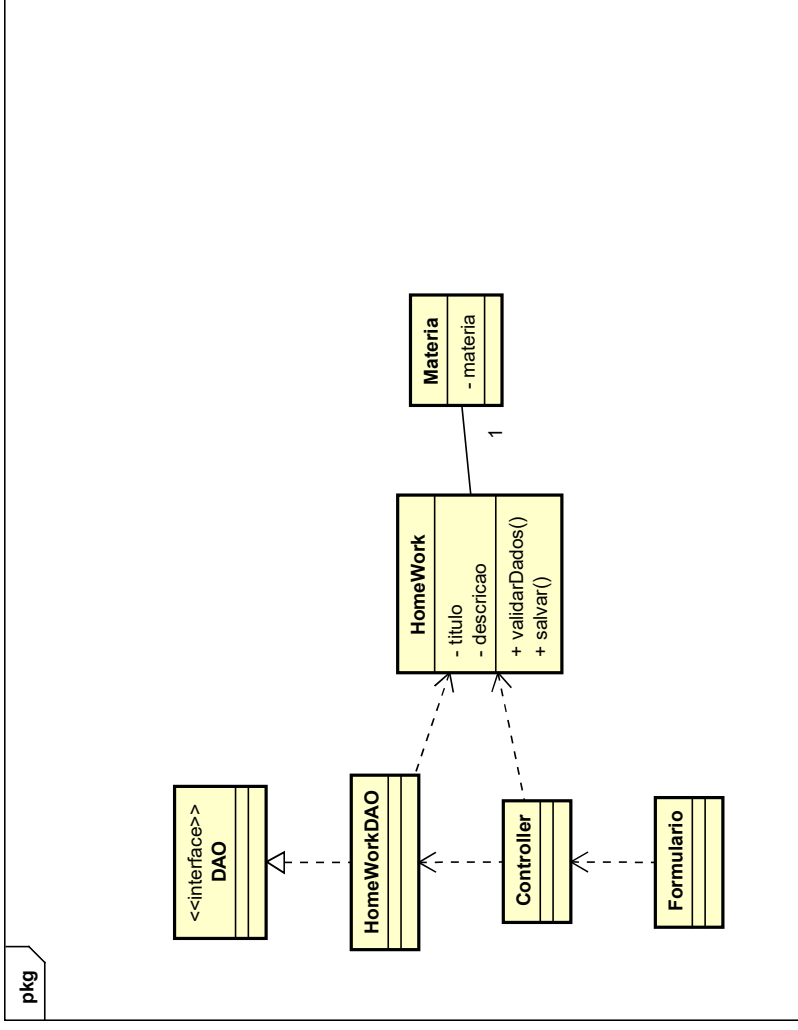 pkg
<<interface>>
DAO
HomeWorkDAO
Controller
Formulario
HomeWork
- titulo
- descricao
+ validarDados()
+ salvar()
1
Materia
- materia